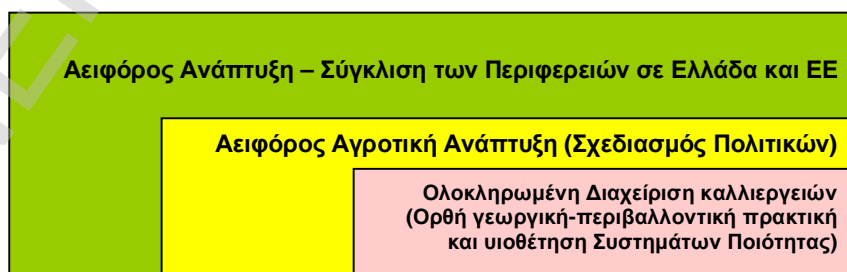 Αειφόρος Ανάπτυξη – Σύγκλιση των Περιφερειών σε Ελλάδα και ΕΕ
Αειφόρος Αγροτική Ανάπτυξη (Σχεδιασμός Πολιτικών)
Ολοκληρωμένη Διαχείριση καλλιεργειών
(Ορθή γεωργική-περιβαλλοντική πρακτική
και υιοθέτηση Συστημάτων Ποιότητας)